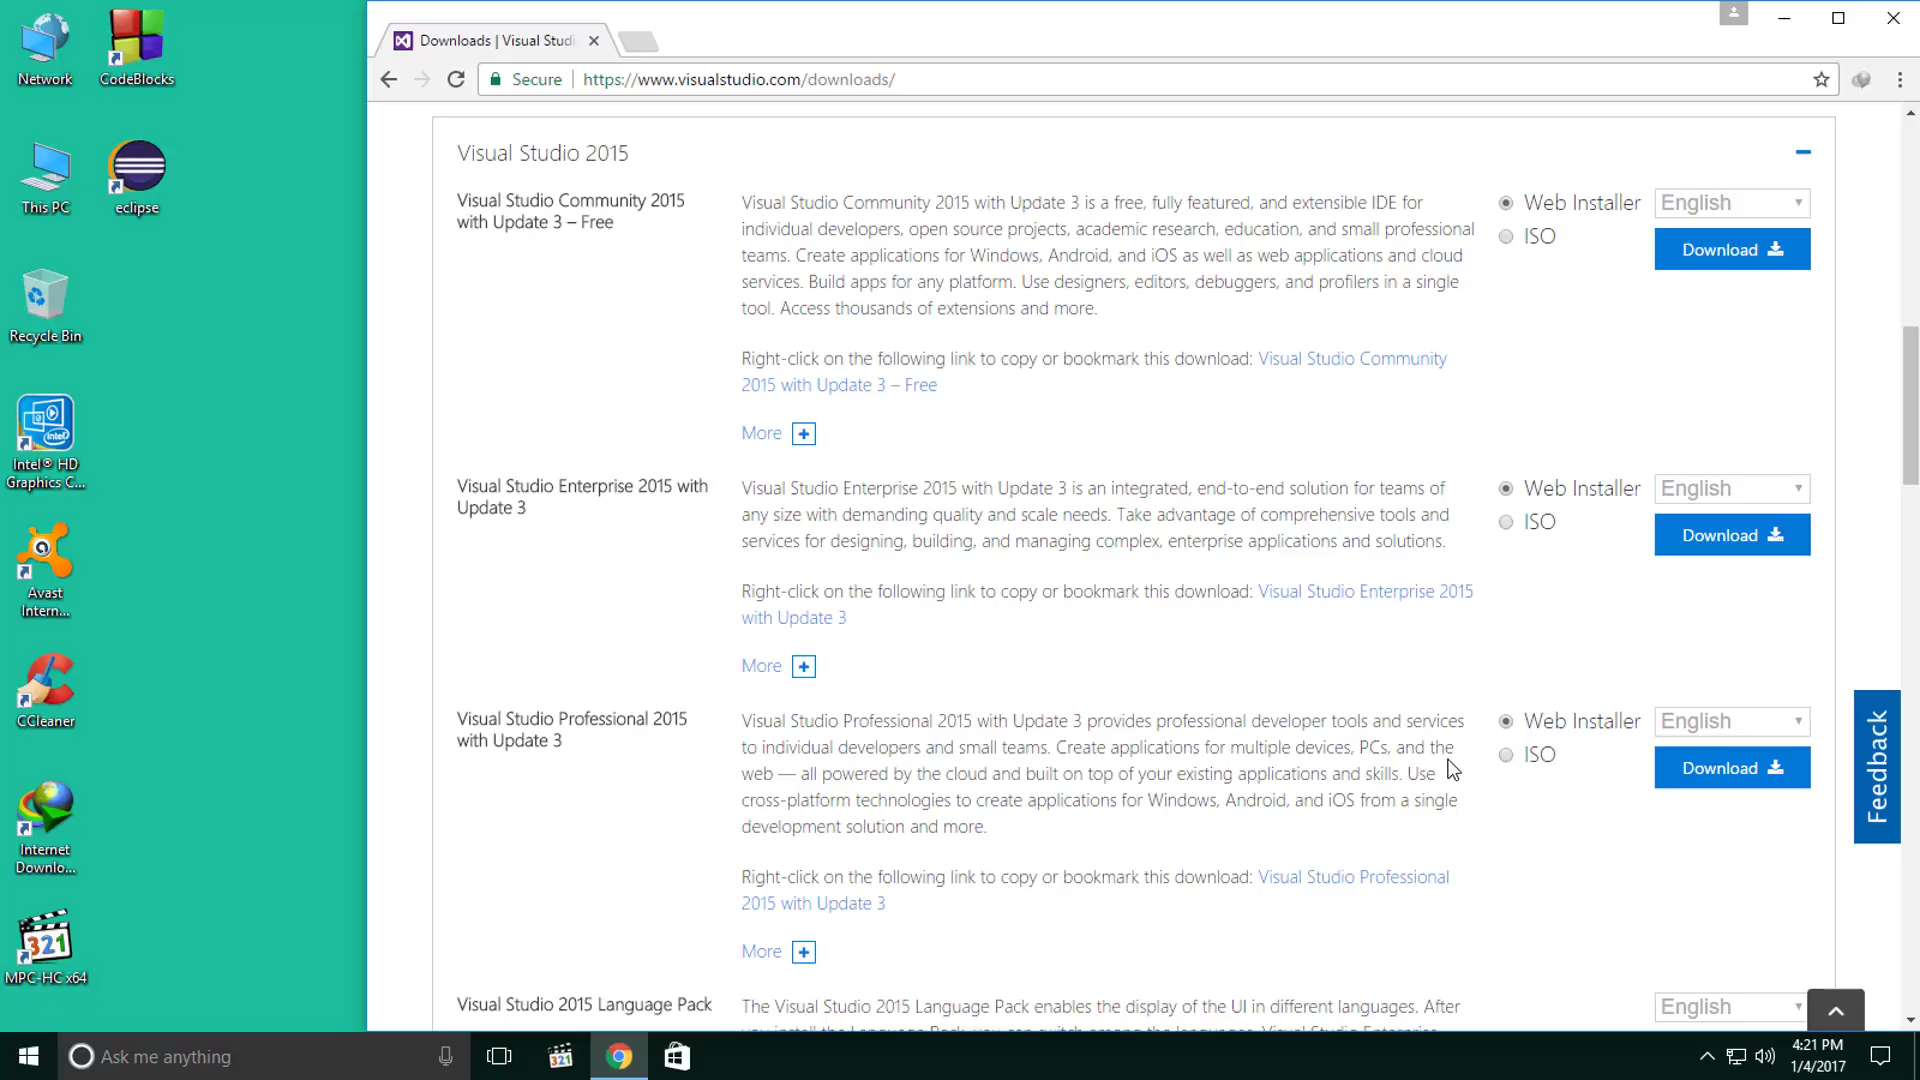 Network
CodeBlocks
This PC
eclipse
Recycle Bin
Intel® HD
Graphics C...
Avast
Intern...
CCleaner
Internet
Downlo...
321
MPC-HC x64
Downloads | Visual Studi
Secure
https://www.visualstudio.com/downloads/
Visual Studio 2015
Visual Studio Community 2015
with Update 3 – Free
Visual Studio Community 2015 with Update 3 is a free, fully featured, and extensible IDE for
individual developers, open source projects, academic research, education, and small professional
teams. Create applications for Windows, Android, and iOS as well as web applications and cloud
services. Build apps for any platform. Use designers, editors, debuggers, and profilers in a single
tool. Access thousands of extensions and more.
Right-click on the following link to copy or bookmark this download: Visual Studio Community
2015 with Update 3 – Free
More +
Web Installer
ISO
English
Download
Visual Studio Enterprise 2015 with
Update 3
Visual Studio Enterprise 2015 with Update 3 is an integrated, end-to-end solution for teams of
any size with demanding quality and scale needs. Take advantage of comprehensive tools and
services for designing, building, and managing complex, enterprise applications and solutions.
Right-click on the following link to copy or bookmark this download: Visual Studio Enterprise 2015
with Update 3
More +
Web Installer
ISO
English
Download
Visual Studio Professional 2015
with Update 3
Visual Studio Professional 2015 with Update 3 provides professional developer tools and services
to individual developers and small teams. Create applications for multiple devices, PCs, and the
web — all powered by the cloud and built on top of your existing applications and skills. Use
cross-platform technologies to create applications for Windows, Android, and iOS from a single
development solution and more.
Right-click on the following link to copy or bookmark this download: Visual Studio Professional
2015 with Update 3
More +
Web Installer
ISO
English
Download
Visual Studio 2015 Language Pack
The Visual Studio 2015 Language Pack enables the display of the UI in different languages. After
you install the Language Pack, you can switch among the languages. Visual Studio Enterprise
English
Feedback
Ask me anything
321
4:21 PM
1/4/2017